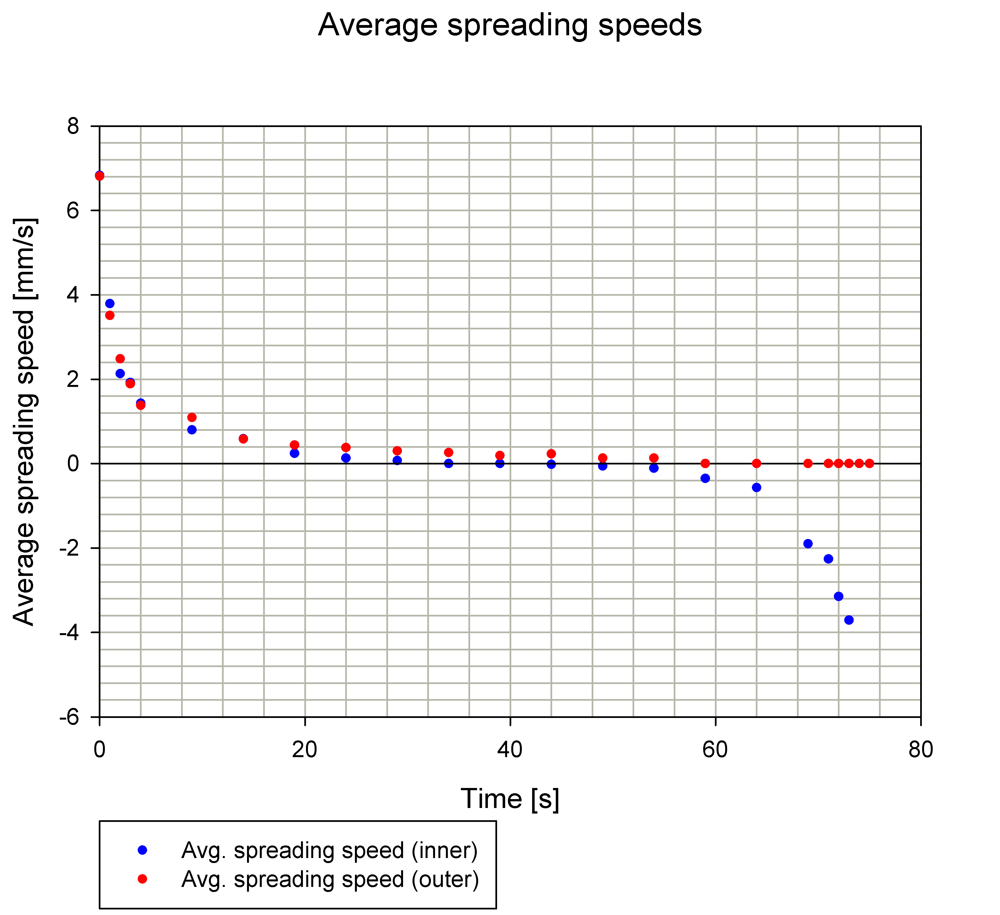 Average spreading speeds
Average spreading speed [mm/s]
8
6
4
2
0
-2
-4
-6
0 20 40 60 80
Time [s]
Avg. spreading speed (inner)
Avg. spreading speed (outer)